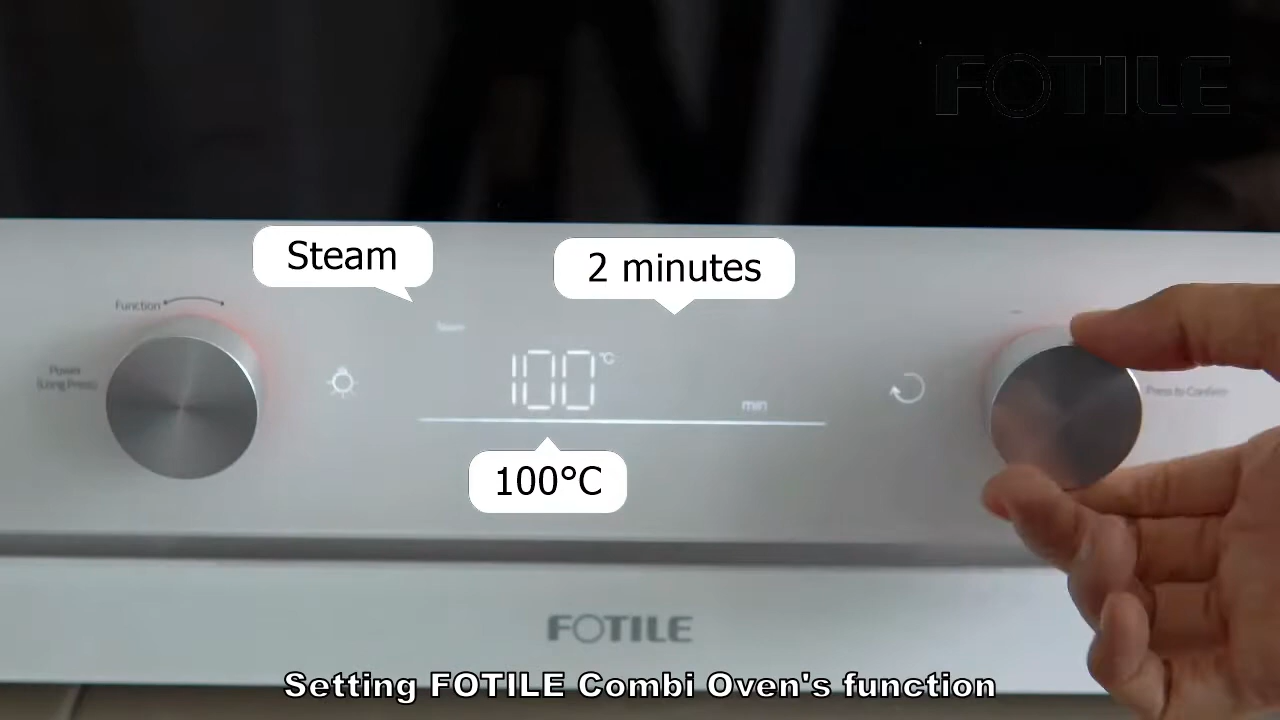 FOTILE
Steam
2 minutes
Function
Steam
Power
(Long Press)
100°C
min
Press to Confirm
100°C
FOTILE
Setting FOTILE Combi Oven's function